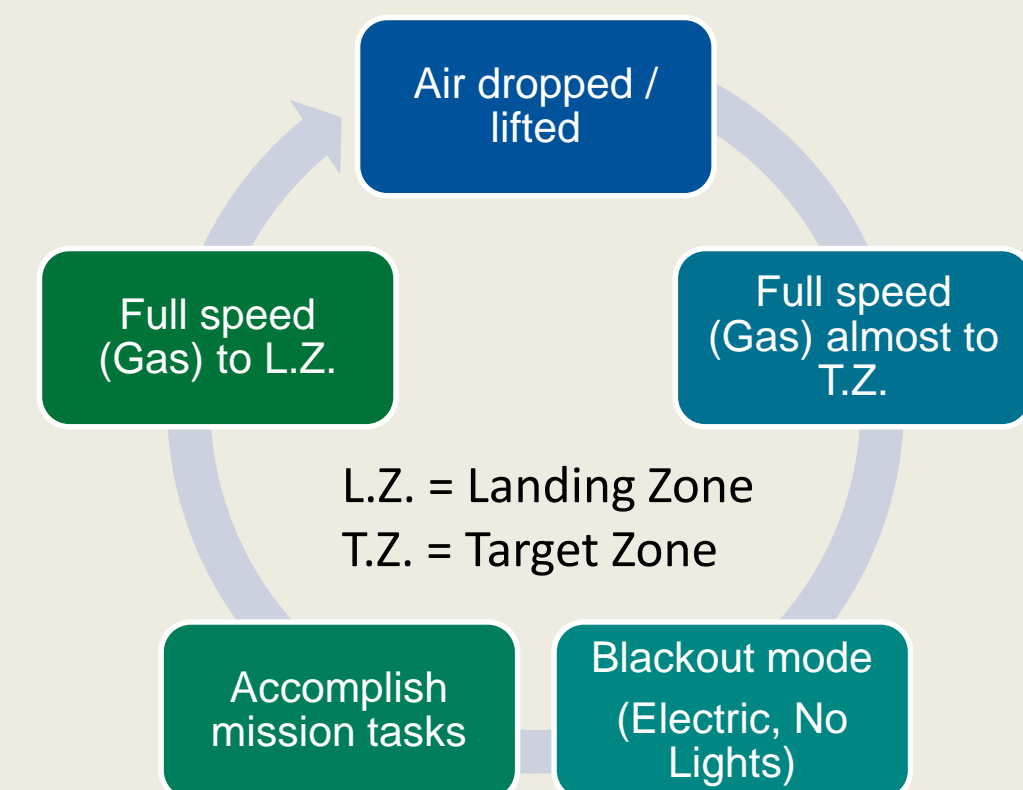 Air dropped /
lifted
Full speed
(Gas) almost to
T.Z.
Blackout mode
(Electric, No
Lights)
Accomplish
mission tasks
Full speed
(Gas) to L.Z.
L.Z. = Landing Zone
T.Z. = Target Zone